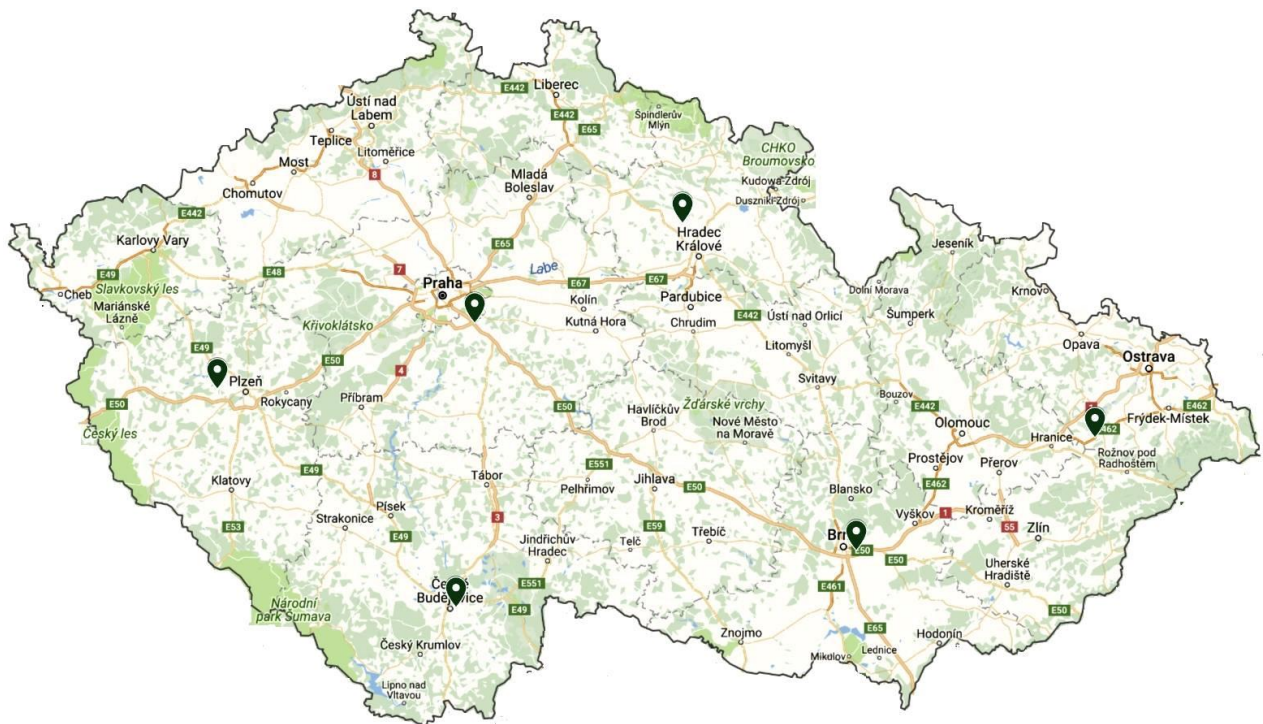 E442
Liberec
Ústí nad
Labem
E442
E65
Špindlerův
Mlýn
Teplice
Litoměřice
CHKO
Broumovsko
Most
8
Mladá
Boleslav
Kudowa-Zdrój
Chomutov
Duszniki Zdrój
E442
Hradec
Králové
Karlovy Vary
E65
Jeseník
E49
E48
7
Labe
E67
E67
Praha
Cheb
Slavkovský les
Mariánské
Lázně
Kolín
Pardubice
Dolní Morava
Krnov
Křivoklátsko
Kutná Hora
Chrudim
E442
Ústí nad Orlicí
Šumperk
E49
E50
Litomyšl
Opava
Ostrava
4
Plzeň
Rokycany
Příbram
Svitavy
Bouzov
E50
E50
Havlíčkův
Brod
Žďárské vrchy
Nové Město
na Moravě
E442
Olomouc
E462
Frýdek-Místek
E462
Český les
Hranice
Rožnov pod
Radhoštěm
E49
E551
Prostějov
Přerov
Klatovy
Tábor
Pelhřimov
Jihlava
E50
E462
Blansko
Písek
3
Vyškov
1
Kroměříž
Strakonice
E53
E49
E59
Třebíč
55
Zlín
Jindřichův
Hradec
Telč
E50
E50
Uherské
Hradiště
E551
E461
Národní
park Šumava
E49
E50
E65
Znojmo
Hodonín
Český Krumlov
Mikulov
Lednice
Lipno nad
Vltavou